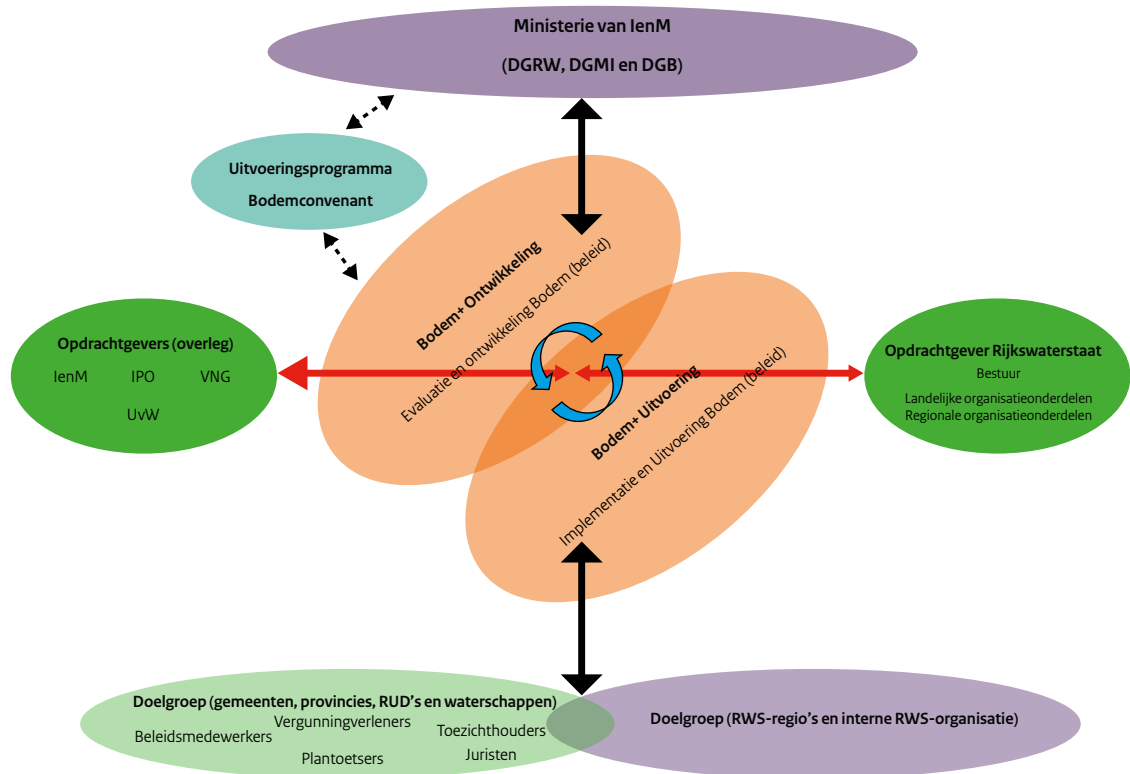 Ministerie van IenM
(DGRW, DGMI en DGB)
Uitvoeringsprogramma
Bodemconvenant
Bodem+ Ontwikkeling
Evaluatie en ontwikkeling Bodem (beleid)
Opdrachtgevers (overleg)
IenM IPO VNG
UvW
Bodem+ Uitvoering
Implementatie en Uitvoering Bodem (beleid)
Opdrachtgever Rijkswaterstaat
Bestuur
Landelijke organisatieonderdelen
Regionale organisatieonderdelen
Doelgroep (gemeenten, provincies, RUD's en waterschappen)
Vergunningverleners
Beleidsmedewerkers
Toezichthouders
Plantoetsers
Juristen
Doelgroep (RWS-regio's en interne RWS-organisatie)